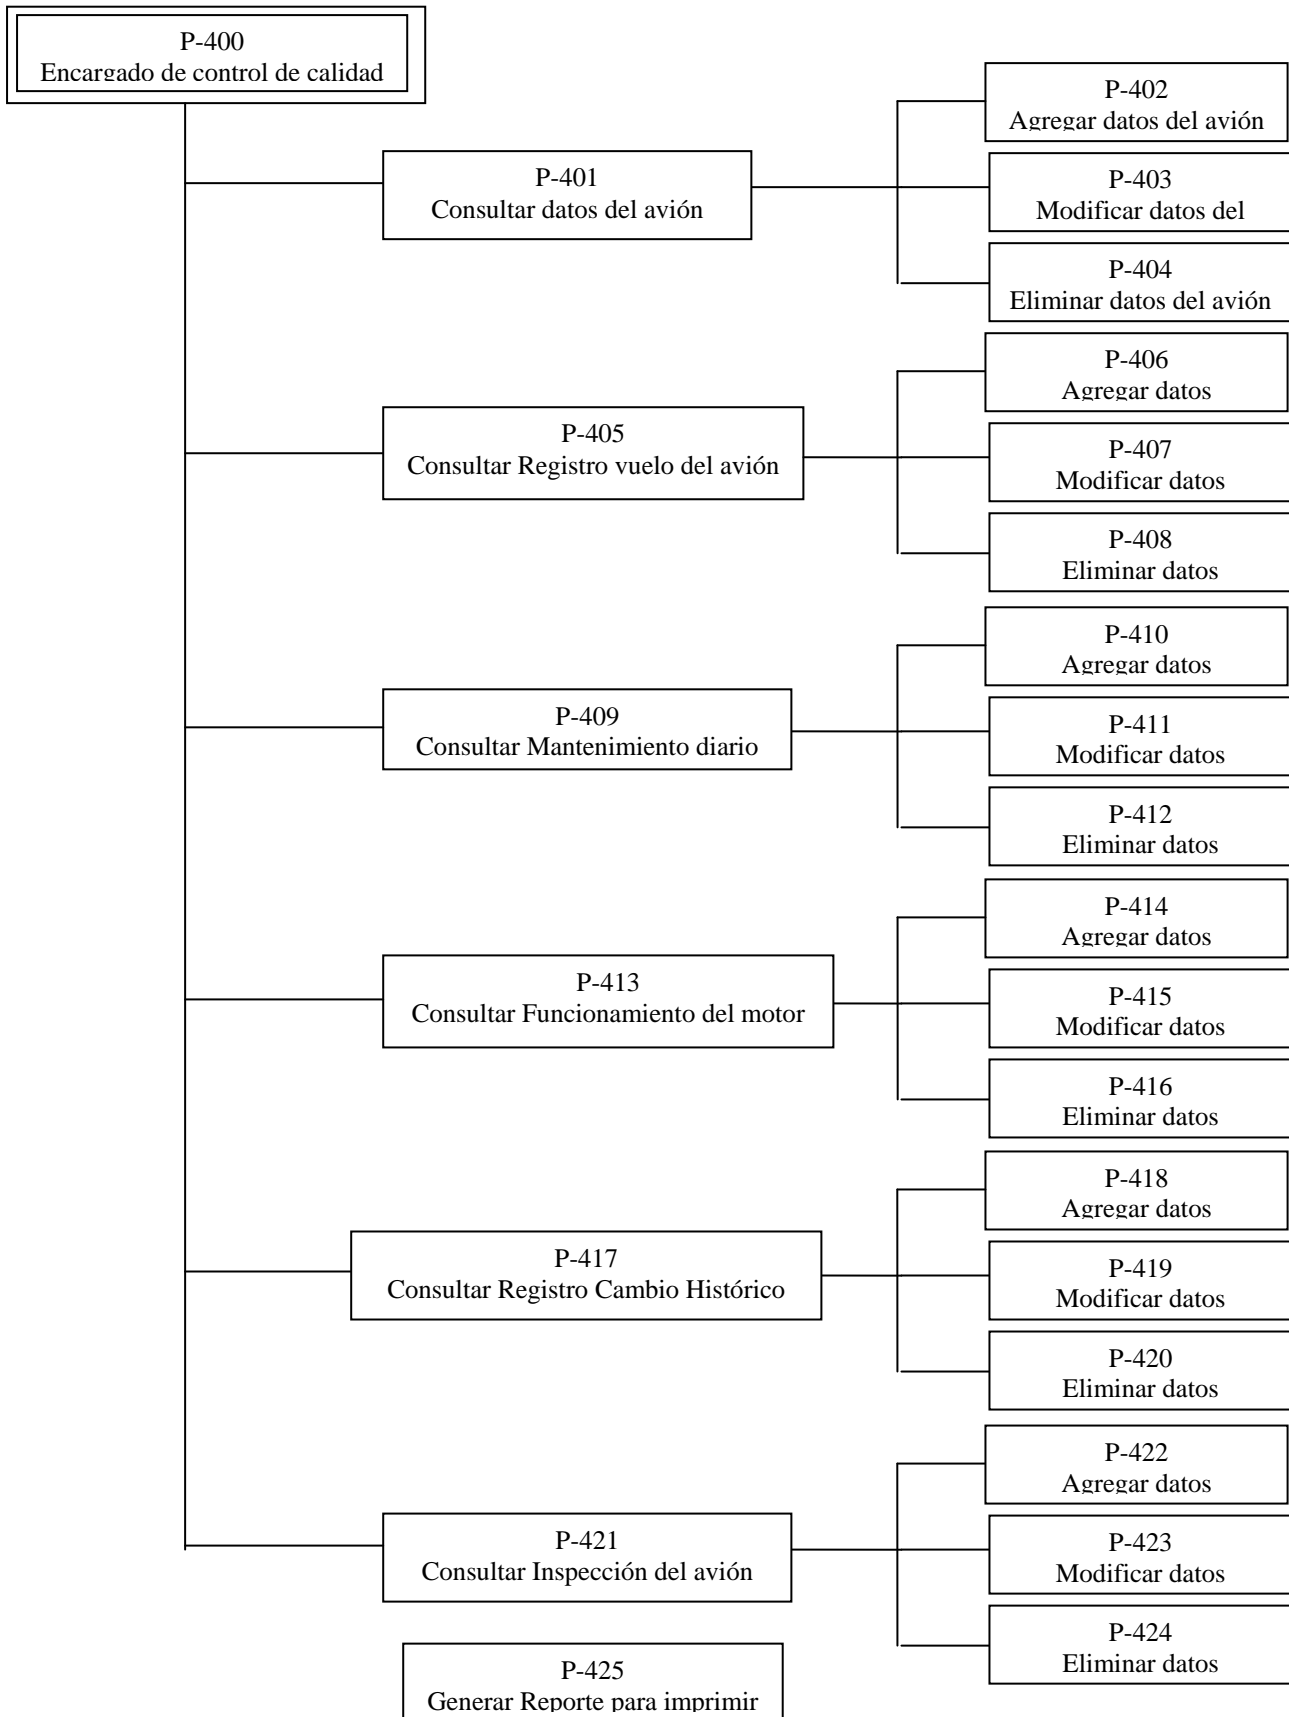 P-400
Encargado de control de calidad
P-402
Agregar datos del avión
P-401
Consultar datos del avión
P-403
Modificar datos del
P-404
Eliminar datos del avión
P-406
Agregar datos
P-405
Consultar Registro vuelo del avión
P-407
Modificar datos
P-408
Eliminar datos
P-410
Agregar datos
P-409
Consultar Mantenimiento diario
P-411
Modificar datos
P-412
Eliminar datos
P-414
Agregar datos
P-413
Consultar Funcionamiento del motor
P-415
Modificar datos
P-416
Eliminar datos
P-418
Agregar datos
P-417
Consultar Registro Cambio Histórico
P-419
Modificar datos
P-420
Eliminar datos
P-422
Agregar datos
P-421
Consultar Inspección del avión
P-423
Modificar datos
P-424
Eliminar datos
P-425
Generar Reporte para imprimir